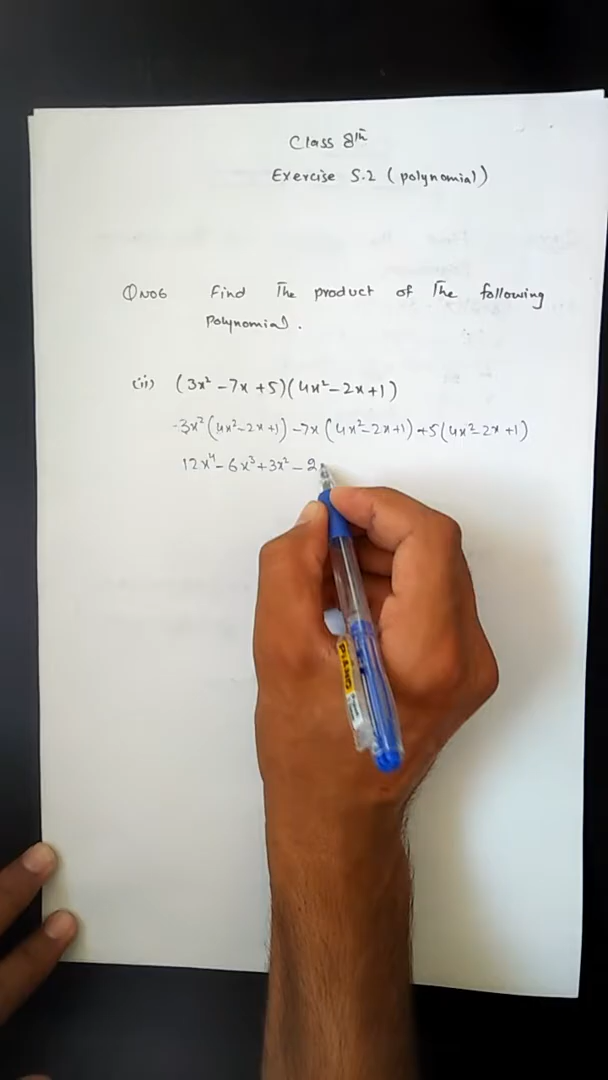 Class 8th
Exercise 5.2 (polynomial)
Q NO6 Find The product of The following
Polynomial.
(ii) (3x² - 7x + 5)(4x² - 2x + 1)
3x²(4x² - 2x + 1) - 7x(4x² - 2x + 1) + 5(4x² - 2x + 1)
12x⁴ - 6x³ + 3x² - 2
PIANO